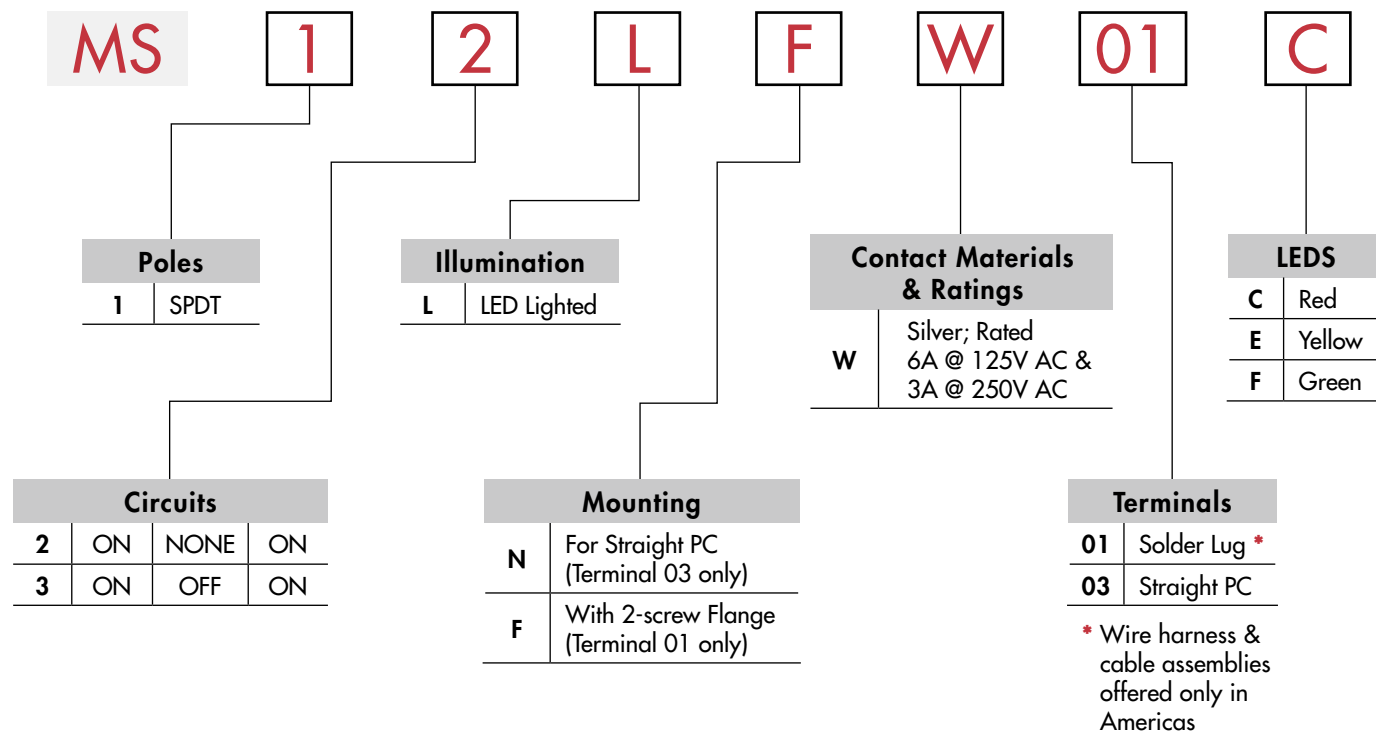 MS 1 2 L F W 01 C
Poles
1 SPDT
Illumination
L LED Lighted
Contact Materials
& Ratings
W Silver; Rated
6A @ 125V AC &
3A @ 250V AC
LEDS
C Red
E Yellow
F Green
Circuits
2 ON NONE ON
3 ON OFF ON
Mounting
N For Straight PC
(Terminal 03 only)
F With 2-screw Flange
(Terminal 01 only)
Terminals
01 Solder Lug *
03 Straight PC
* Wire harness &
cable assemblies
offered only in
Americas